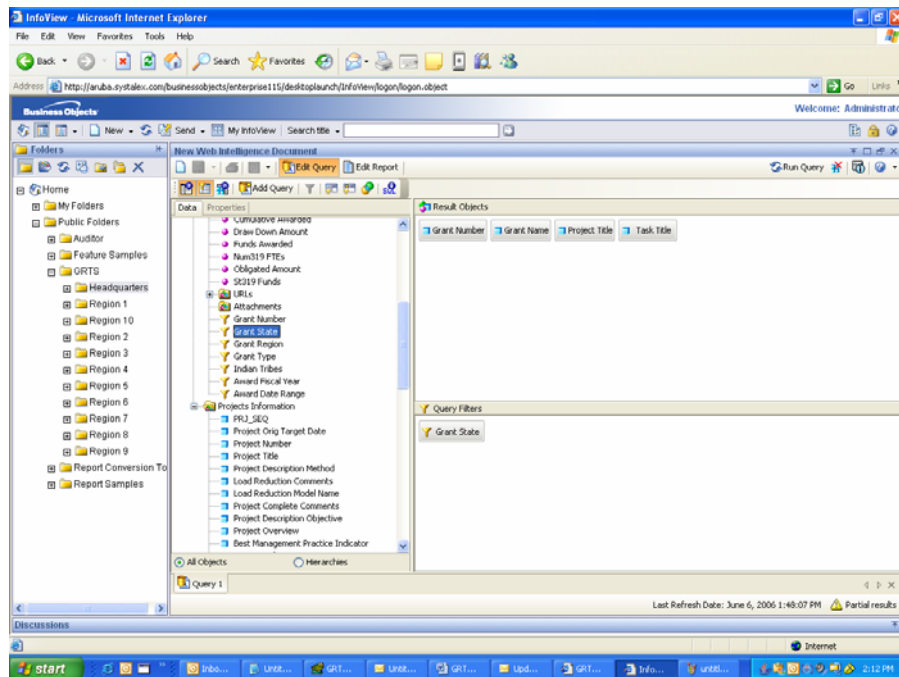 InfoView - Microsoft Internet Explorer
File Edit View Favorites Tools Help
Back Search Favorites
Address http://aruba.systalex.com/businessobjects/enterprise115/desktoplaunch/InfoView/logon/logon.object Go Links
Business Objects Welcome: Administrato
New Send My InfoView Search title
Folders
New Web Intelligence Document
Edit Query Edit Report Run Query
Add Query
Home
My Folders
Public Folders
Auditor
Feature Samples
GRTS
Headquarters
Region 1
Region 10
Region 2
Region 3
Region 4
Region 5
Region 6
Region 7
Region 8
Region 9
Report Conversion To
Report Samples
Data Properties
Cumulative Awarded
Draw Down Amount
Funds Awarded
Num319 FTEs
Obligated Amount
St319 Funds
URLs
Attachments
Grant Number
Grant State
Grant Region
Grant Type
Indian Tribes
Award Fiscal Year
Award Date Range
Projects Information
PRJ_SEQ
Project Orig Target Date
Project Number
Project Title
Project Description Method
Load Reduction Comments
Load Reduction Model Name
Project Complete Comments
Project Description Objective
Project Overview
Best Management Practice Indicator
All Objects Hierarchies
Result Objects
Grant Number Grant Name Project Title Task Title
Query Filters
Grant State
Query 1
Last Refresh Date: June 6, 2006 1:48:07 PM Partial results
Discussions
Internet
start Inbo... Untit... GRT... Untit... GRT... Upd... GRT... Info... untitl... 2:12 PM